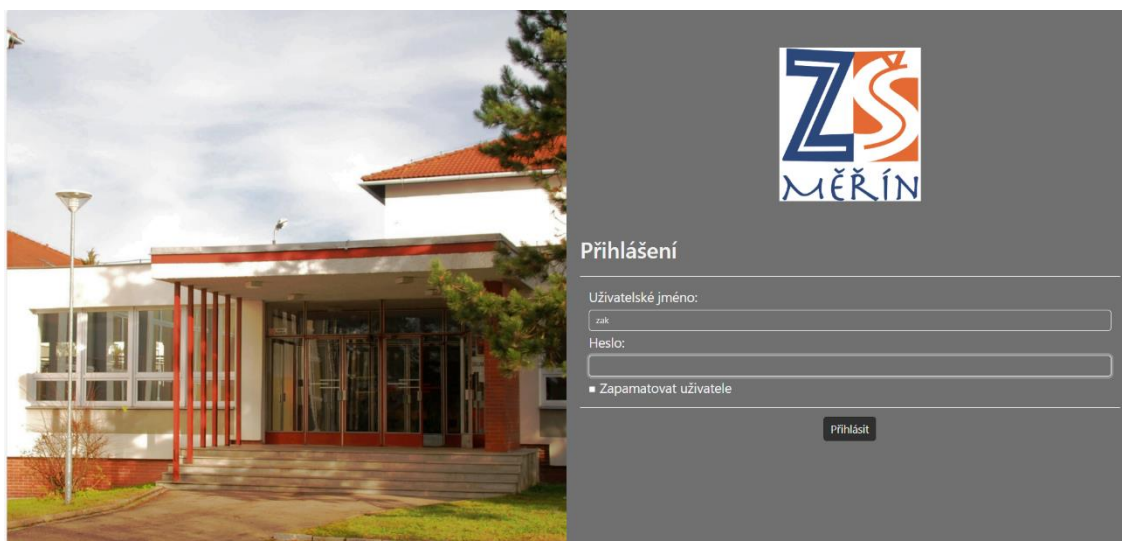 ZŠ
MĚŘÍN
Přihlášení
Uživatelské jméno:
zak
Heslo:
Zapamatovat uživatele
Přihlásit